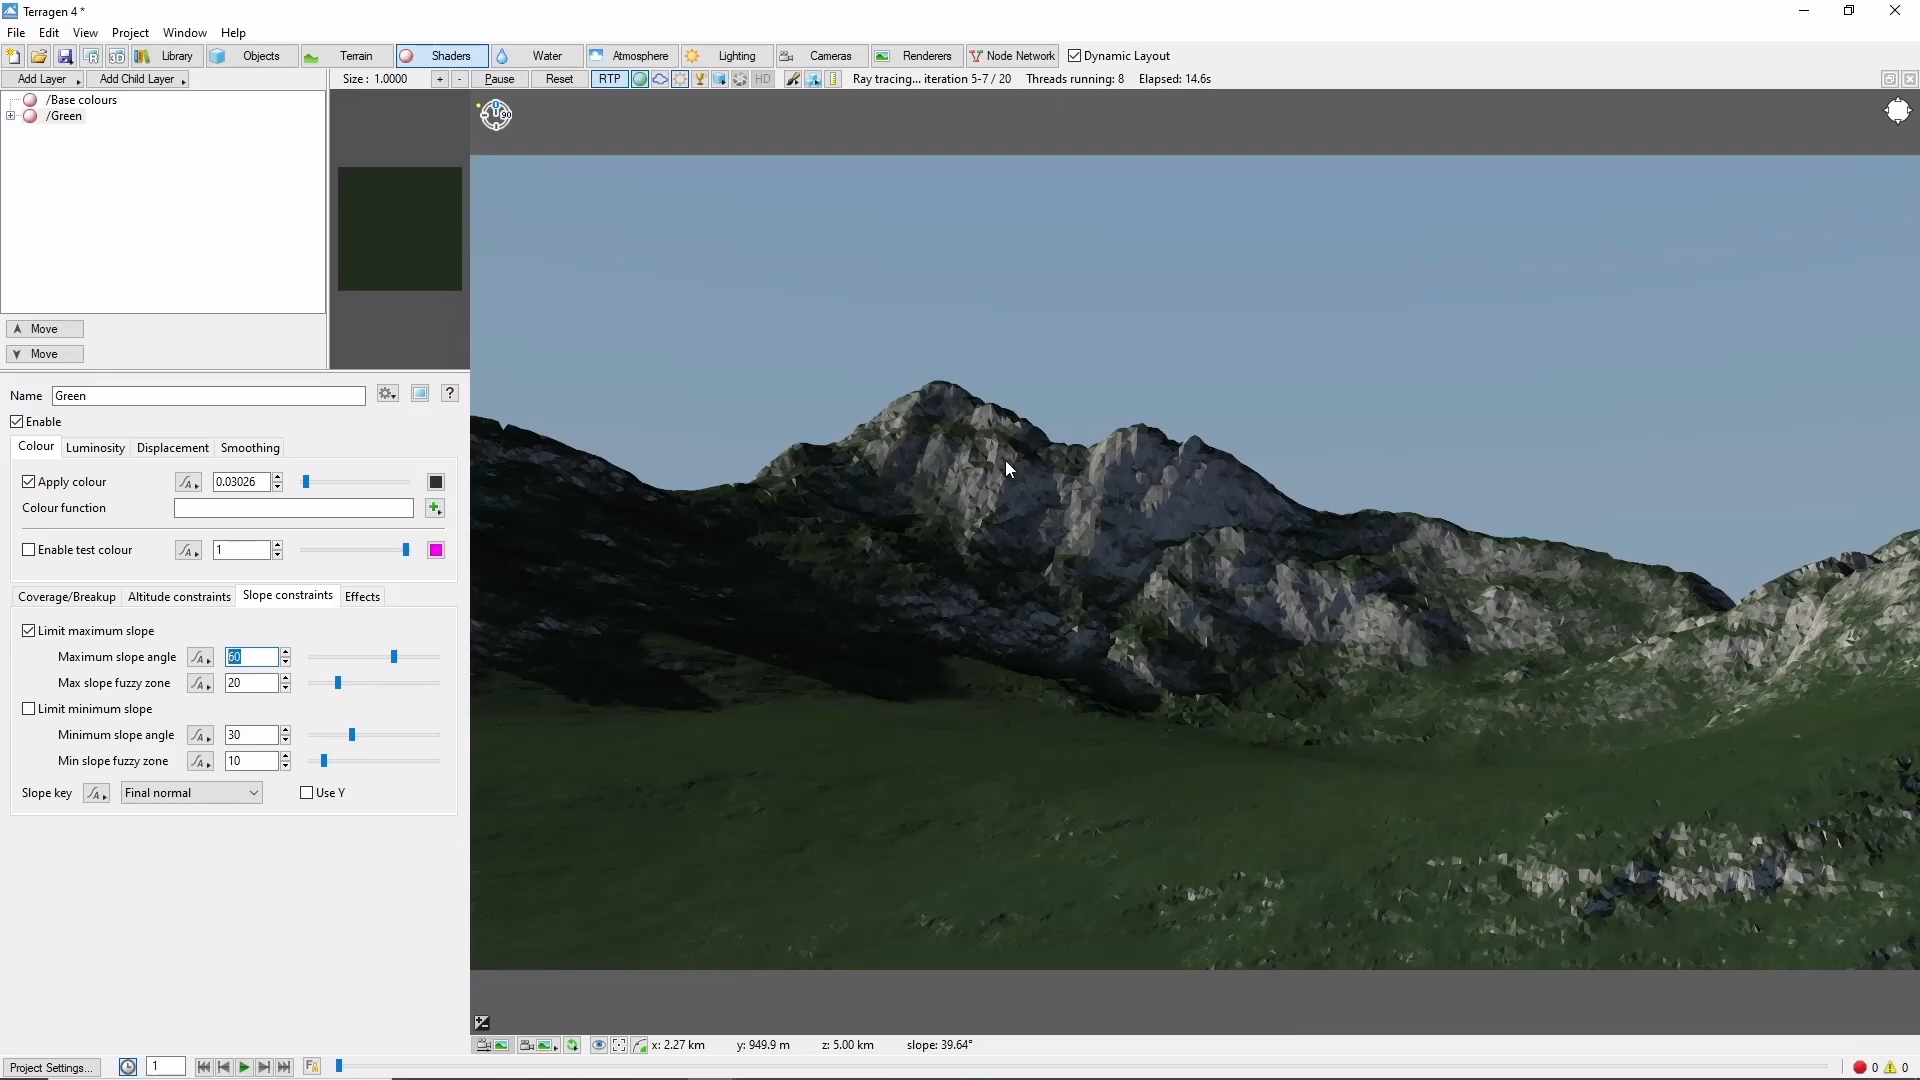 Terragen 4 *
File Edit View Project Window Help
Library Objects Terrain Shaders Water Atmosphere Lighting Cameras Renderers Node Network Dynamic Layout
Add Layer Add Child Layer Size : 1.0000 + - Pause Reset RTP HD Ray tracing... iteration 5-7 / 20 Threads running: 8 Elapsed: 14.6s
/Base colours
/Green
90
Move
Move
Name Green ?
Enable
Colour Luminosity Displacement Smoothing
Apply colour 0.03026
Colour function
Enable test colour 1
Coverage/Breakup Altitude constraints Slope constraints Effects
Limit maximum slope
Maximum slope angle 60
Max slope fuzzy zone 20
Limit minimum slope
Minimum slope angle 30
Min slope fuzzy zone 10
Slope key Final normal Use Y
x: 2.27 km y: 949.9 m z: 5.00 km slope: 39.64°
Project Settings... 1 0 0